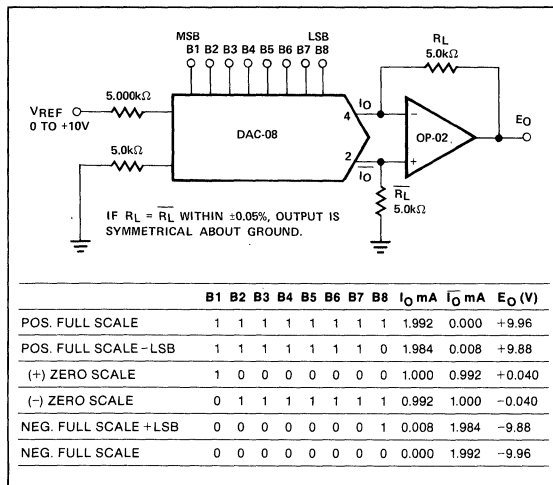 MSB LSB
B1 B2 B3 B4 B5 B6 B7 B8
RL
5.0kΩ
5.000kΩ
VREF
0 TO +10V
DAC-08
4
IO
−
OP-02
EO
2
IO
+
5.0kΩ
RL
5.0kΩ
IF RL = RL WITHIN ±0.05%, OUTPUT IS
SYMMETRICAL ABOUT GROUND.
B1 B2 B3 B4 B5 B6 B7 B8 IO mA IO mA EO (V)
POS. FULL SCALE 1 1 1 1 1 1 1 1 1.992 0.000 +9.96
POS. FULL SCALE −LSB 1 1 1 1 1 1 1 0 1.984 0.008 +9.88
(+) ZERO SCALE 1 0 0 0 0 0 0 0 1.000 0.992 +0.040
(−) ZERO SCALE 0 1 1 1 1 1 1 1 0.992 1.000 −0.040
NEG. FULL SCALE +LSB 0 0 0 0 0 0 0 1 0.008 1.984 −9.88
NEG. FULL SCALE 0 0 0 0 0 0 0 0 0.000 1.992 −9.96